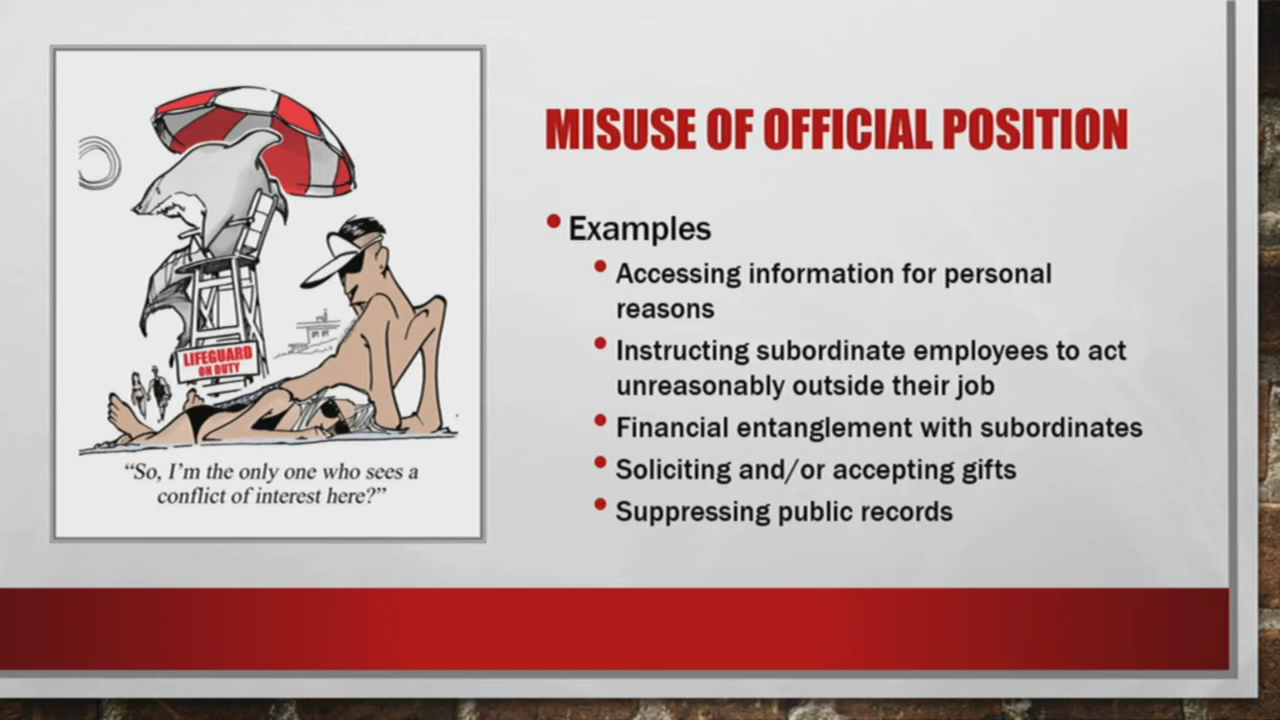 MISUSE OF OFFICIAL POSITION
Examples
Accessing information for personal
reasons
Instructing subordinate employees to act
unreasonably outside their job
Financial entanglement with subordinates
Soliciting and/or accepting gifts
Suppressing public records
LIFEGUARD
ON DUTY
“So, I’m the only one who sees a
conflict of interest here?”